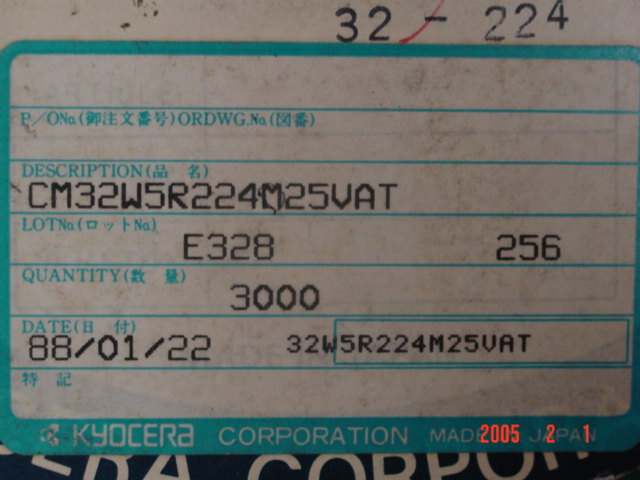 32-224
P/ONo.(御注文番号)ORDWG.No.(図番)
DESCRIPTION(品 名)
CM32W5R224M25VAT
LOTNo.(ロットNo.)
E328 256
QUANTITY(数 量)
3000
DATE(日 付)
88/01/22 32W5R224M25VAT
特 記
KYOCERA CORPORATION MADE JAPAN
2005 2 1
ERA CORPOR